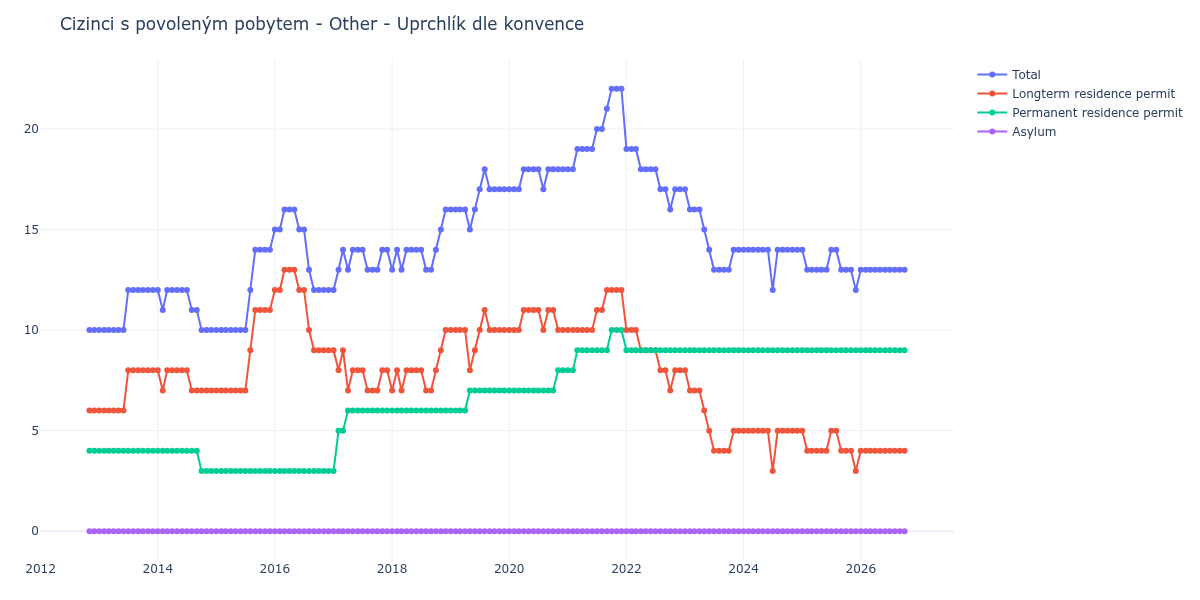 Cizinci s povoleným pobytem - Other - Uprchlík dle konvence
Total
Longterm residence permit
Permanent residence permit
Asylum
20
15
10
5
0
2012 2014 2016 2018 2020 2022 2024 2026